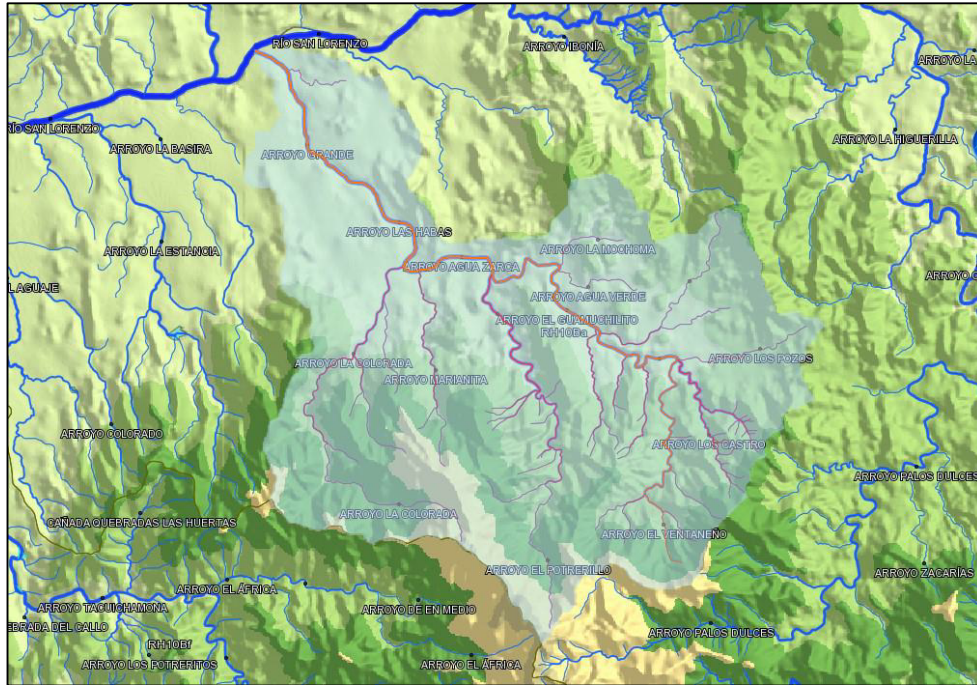 RÍO SAN LORENZO
ARROYO IBONÍA
ARROYO LA
RÍO SAN LORENZO
ARROYO LA BASIRA
ARROYO LA HIGUERILLA
ARROYO GRANDE
ARROYO LAS HABAS
ARROYO LA ESTANCIA
ARROYO LA MOCHOMA
ARROYO AGUA ZARCA
ARROYO G
L AGUAJE
ARROYO AGUA VERDE
ARROYO EL GUAMUCHILITO
RH10Ba
ARROYO LA COLORADA
ARROYO LOS POZOS
ARROYO MARIANITA
ARROYO COLORADO
ARROYO LOS CASTRO
ARROYO PALOS DULCES
ARROYO LA COLORADA
CAÑADA QUEBRADAS LAS HUERTAS
ARROYO EL VENTANEÑO
ARROYO EL POTRERILLO
ARROYO ZACARÍAS
ARROYO EL ÁFRICA
ARROYO TACUICHAMONA
ARROYO DE EN MEDIO
EBRADA DEL CALLO
ARROYO PALOS DULCES
RH10Bf
ARROYO LOS POTRERITOS
ARROYO EL ÁFRICA